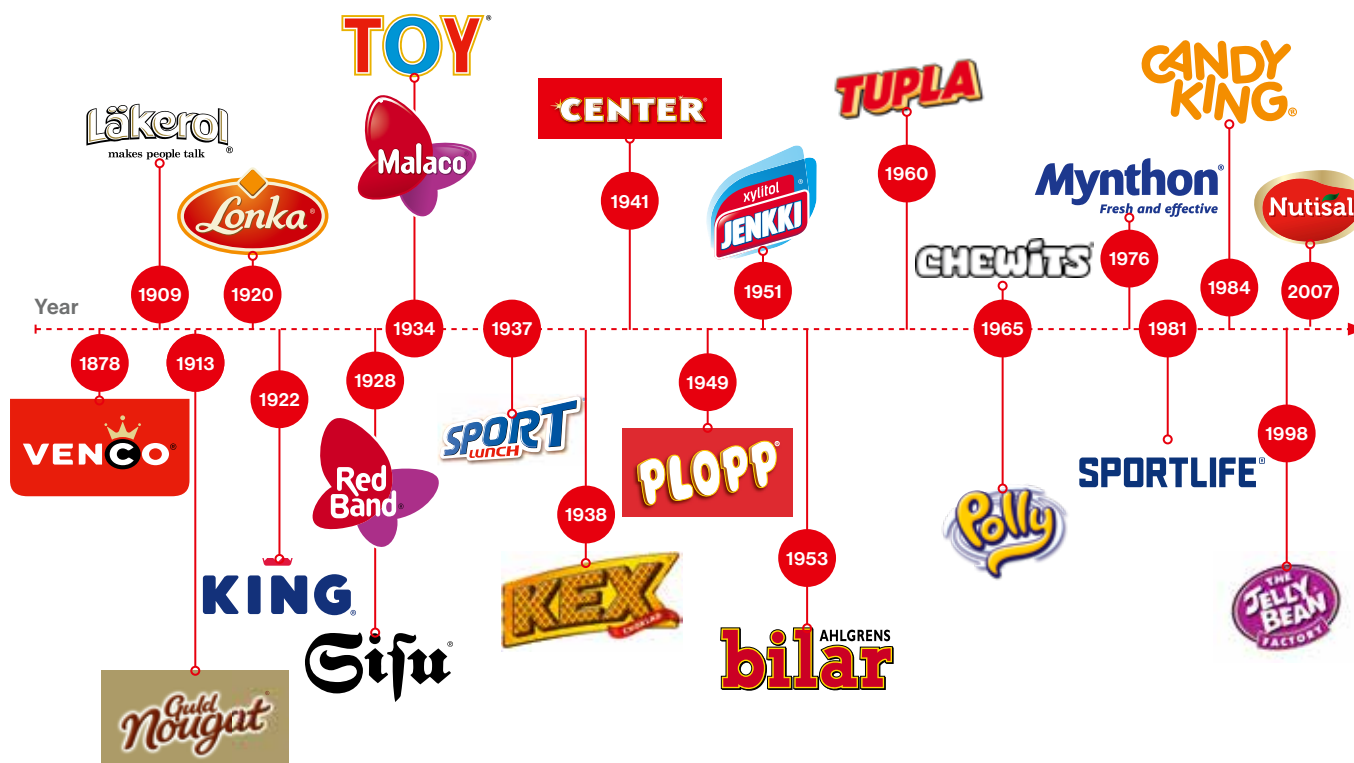 TOY
CENTER
TUPLA
CANDY
KING
Läkerol
makes people talk
Malaco
Lonka
xylitol
JENKKI
1960
Mynthon
Fresh and effective
Nutisal
1941
CHEWITS
1976
1909
1920
1951
1984
2007
Year
1934
1937
1965
1981
1878
1913
1922
1928
1949
VENCO
SPORT
LUNCH
PLOPP
1998
Red
Band
SPORTLIFE
1938
Polly
1953
KEX
CHOKLAD
KING
THE
JELLY
BEAN
FACTORY
Sisu
AHLGRENS
bilar
Guld
Nougat